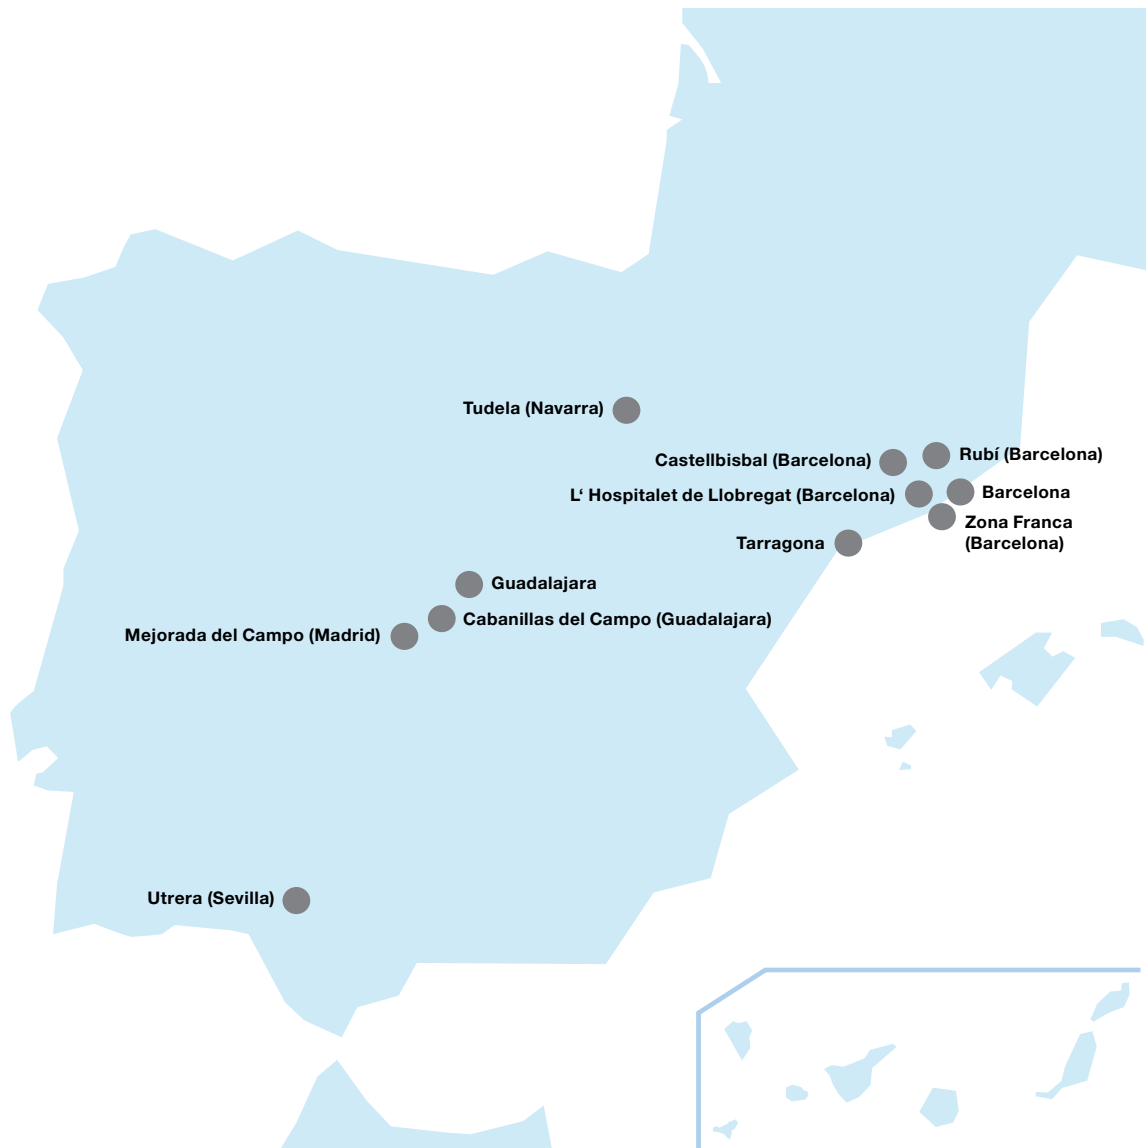 Tudela (Navarra)
Castellbisbal (Barcelona)
Rubí (Barcelona)
L‘ Hospitalet de Llobregat (Barcelona)
Barcelona
Zona Franca
(Barcelona)
Tarragona
Guadalajara
Cabanillas del Campo (Guadalajara)
Mejorada del Campo (Madrid)
Utrera (Sevilla)